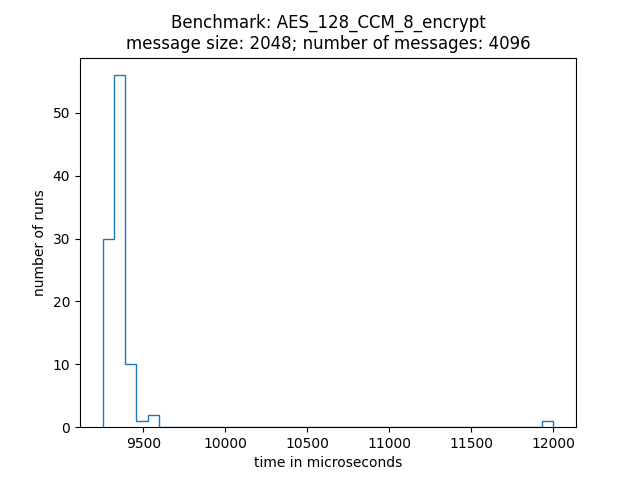 Benchmark: AES_128_CCM_8_encrypt
message size: 2048; number of messages: 4096
50
40
30
20
10
0
number of runs
9500 10000 10500 11000 11500 12000
time in microseconds